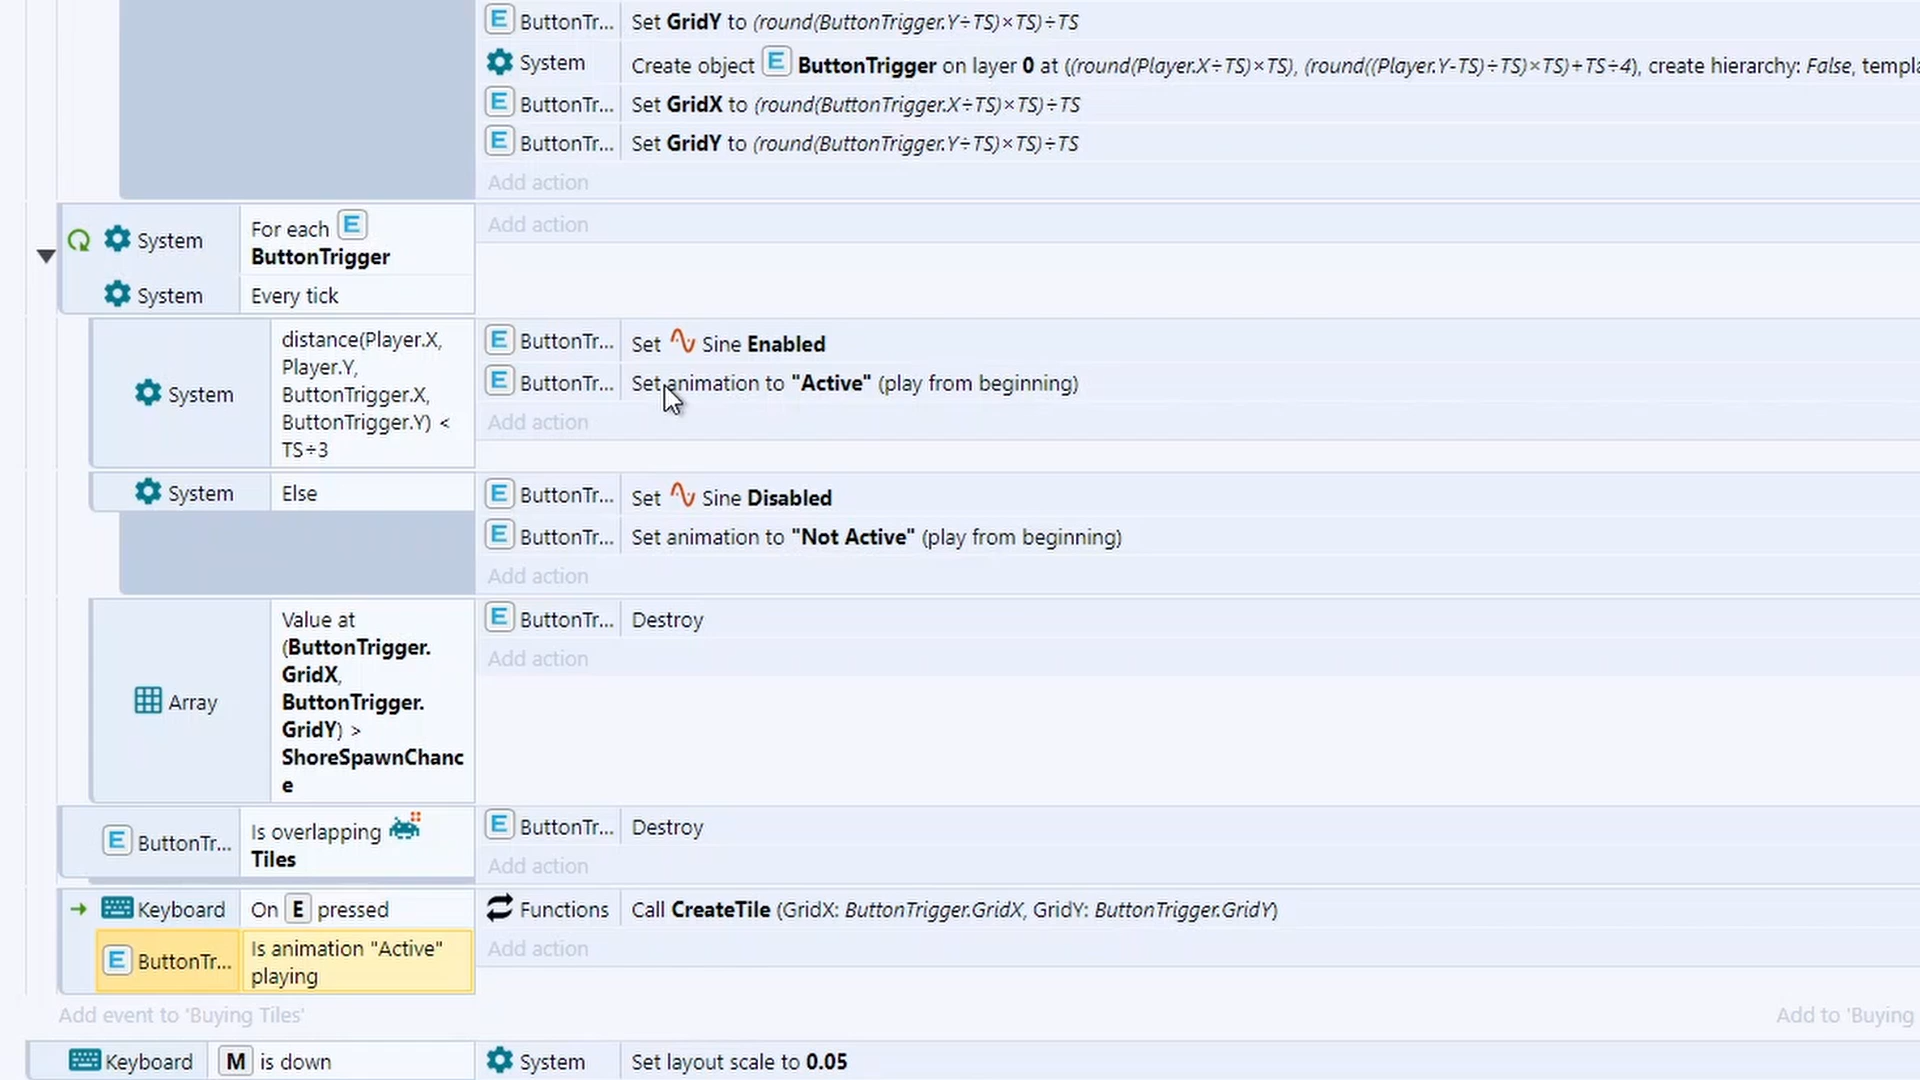 ButtonTr... Set GridY to (round(ButtonTrigger.Y÷TS)×TS)÷TS
System Create object E ButtonTrigger on layer 0 at ((round(Player.X÷TS)×TS), (round((Player.Y-TS)÷TS)×TS)+TS÷4), create hierarchy: False, templa
ButtonTr... Set GridX to (round(ButtonTrigger.X÷TS)×TS)÷TS
ButtonTr... Set GridY to (round(ButtonTrigger.Y÷TS)×TS)÷TS
Add action
System For each E
ButtonTrigger
Add action
System Every tick
System
distance(Player.X,
Player.Y,
ButtonTrigger.X,
ButtonTrigger.Y) <
TS÷3
ButtonTr... Set Sine Enabled
ButtonTr... Set animation to "Active" (play from beginning)
Add action
System Else
ButtonTr... Set Sine Disabled
ButtonTr... Set animation to "Not Active" (play from beginning)
Add action
Array
Value at
(ButtonTrigger.
GridX,
ButtonTrigger.
GridY) >
ShoreSpawnChanc
e
ButtonTr... Destroy
Add action
ButtonTr... Is overlapping
Tiles
ButtonTr... Destroy
Add action
Keyboard On E pressed
Functions Call CreateTile (GridX: ButtonTrigger.GridX, GridY: ButtonTrigger.GridY)
ButtonTr... Is animation "Active"
playing
Add action
Add event to 'Buying Tiles'
Add to 'Buying
Keyboard M is down
System Set layout scale to 0.05